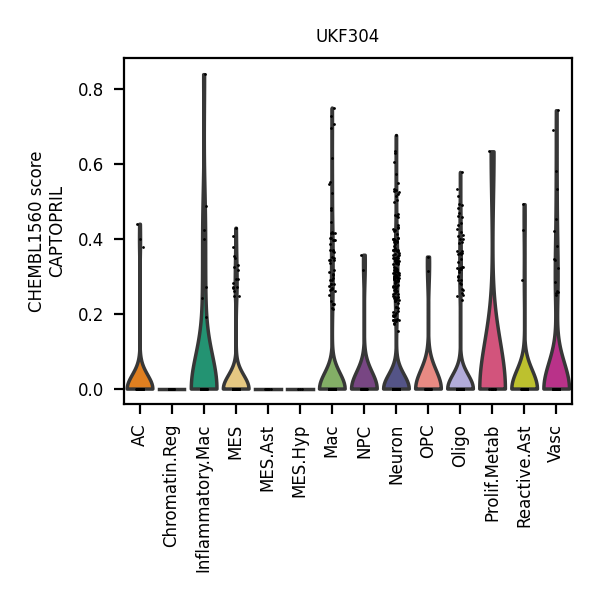 UKF304
CHEMBL1560 score
CAPTOPRIL
0.8
0.6
0.4
0.2
0.0
AC
Chromatin.Reg
Inflammatory.Mac
MES
MES.Ast
MES.Hyp
Mac
NPC
Neuron
OPC
Oligo
Prolif.Metab
Reactive.Ast
Vasc